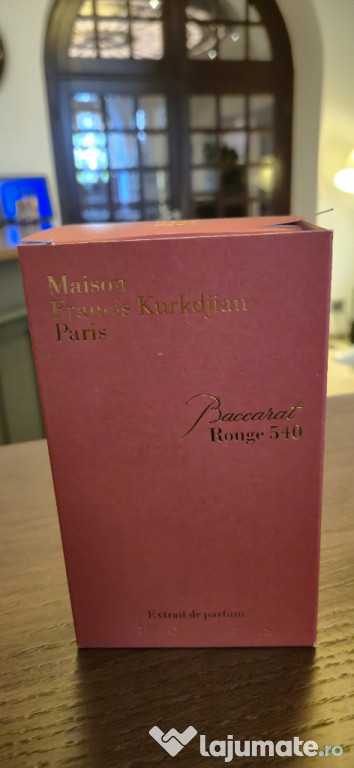 Maison
Francis Kurkdjian
Paris
Baccarat
Rouge 540
Extrait de parfum
lajumate.ro